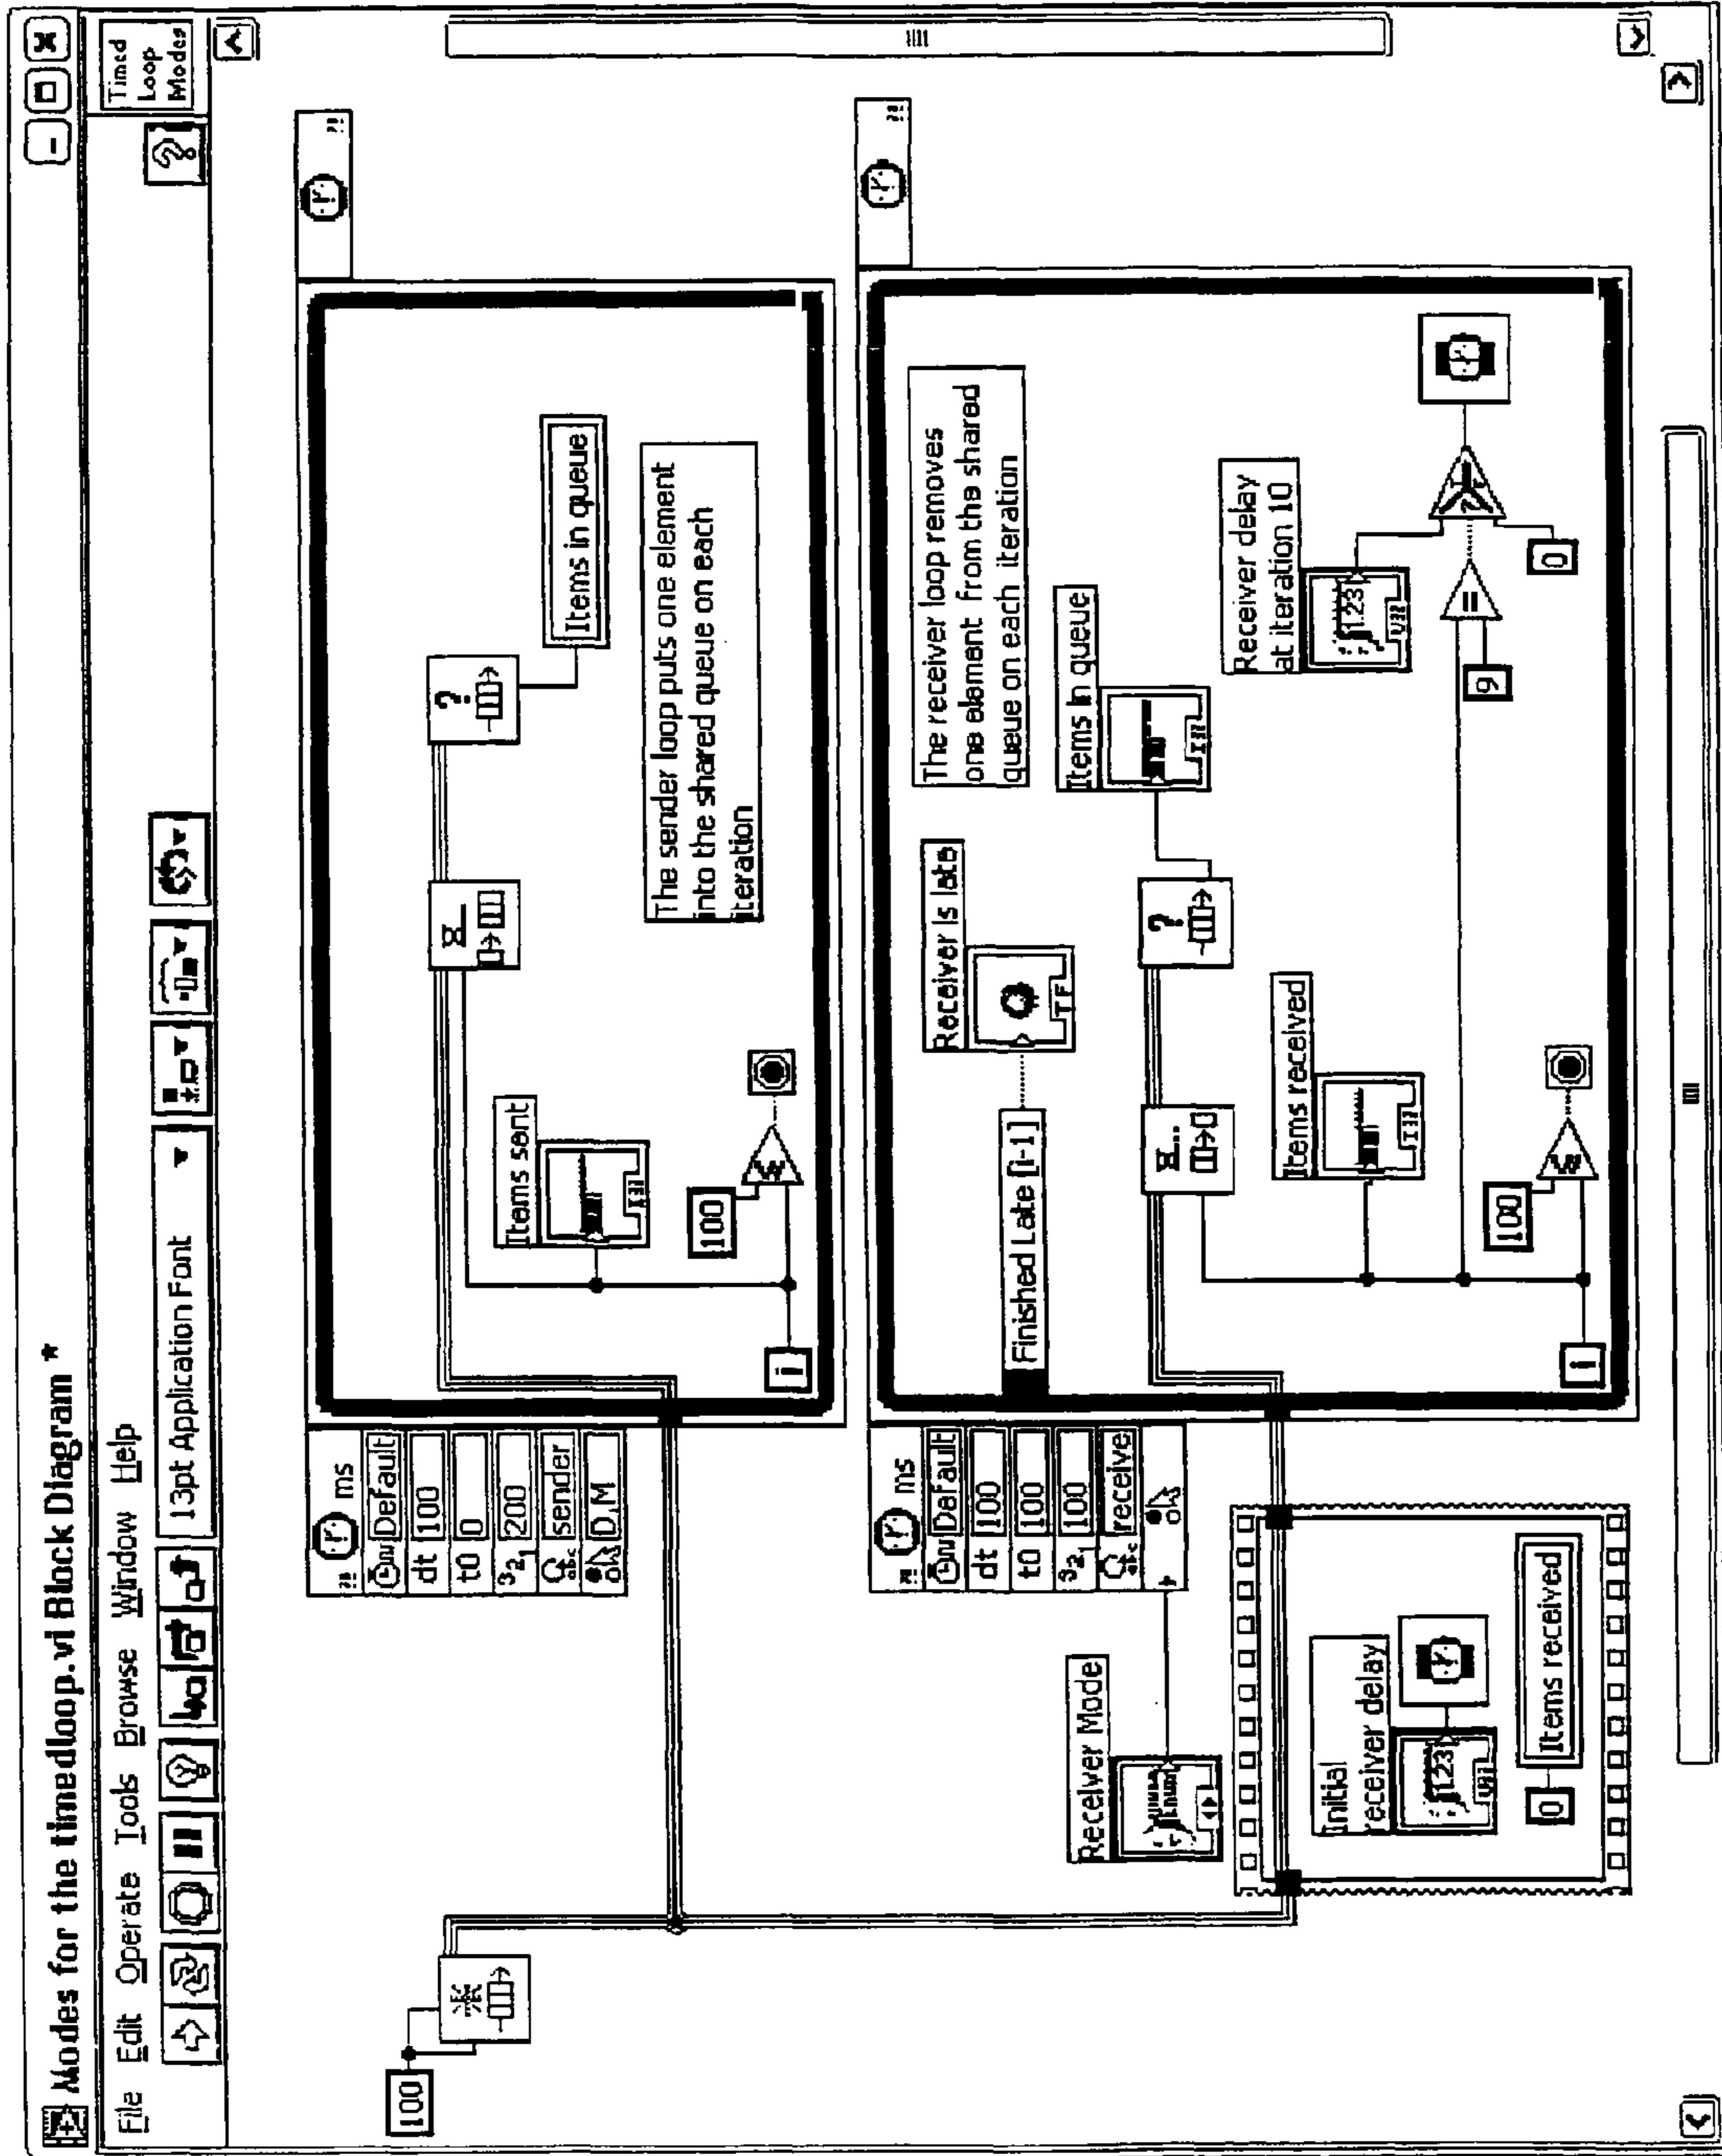 Modes for the timedloop.vi Block Diagram *
File Edit Operate Tools Browse Window Help
13pt Application Font
Timed
Loop
Modes
100
ms
Default
dt 100
t0 0
200
sender
D.M
Items sent
100
i
Items in queue
The sender loop puts one element
into the shared queue on each
iteration
Receiver Mode
ms
Default
dt 100
t0 100
100
receive
Finished Late [i-1]
Receiver is late
TF
The receiver loop removes
one element from the shared
queue on each iteration
Items in queue
Items received
100
i
Receiver delay
at iteration 10
123
9
=
0
Initial
receiver delay
123
0
Items received